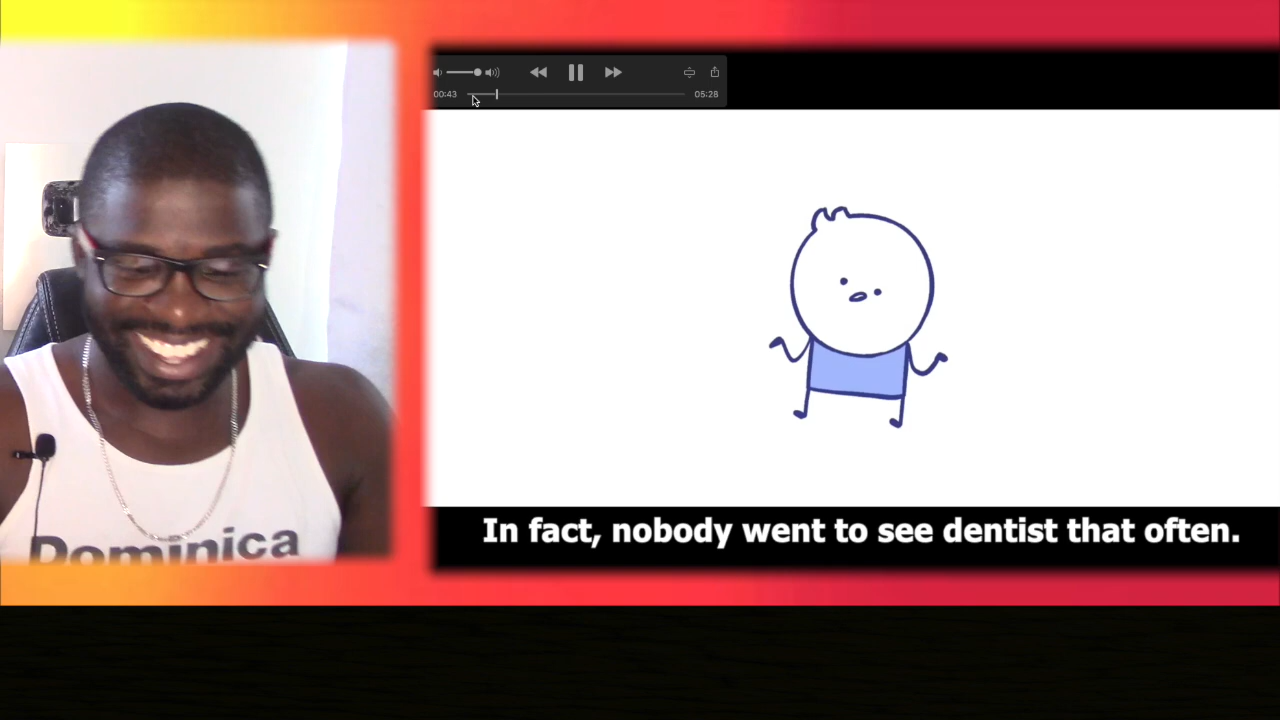 00:43
05:28
Dominica
In fact, nobody went to see dentist that often.